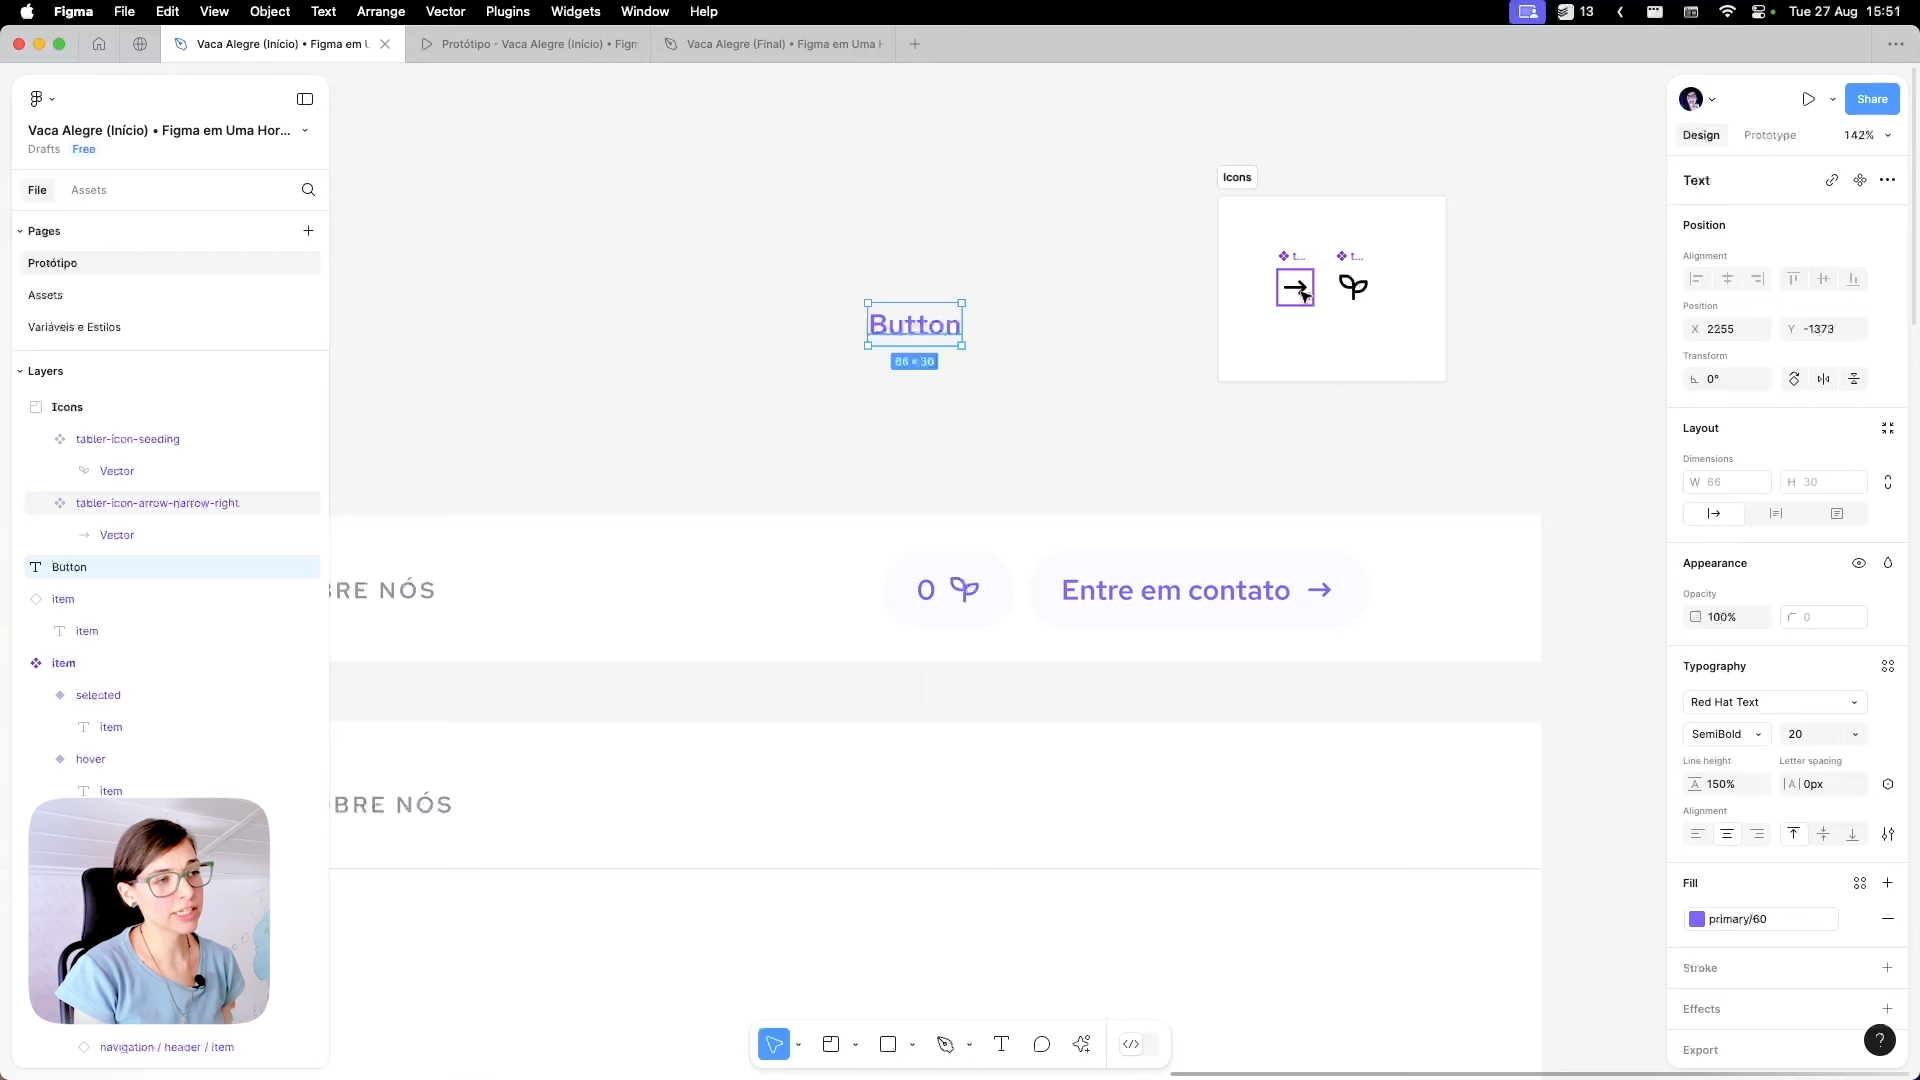 Figma File Edit View Object Text Arrange Vector Plugins Widgets Window Help
13
Tue 27 Aug 15:51
Vaca Alegre (Início) • Figma em U
Protótipo - Vaca Alegre (Início) • Figm
Vaca Alegre (Final) • Figma em Uma H
Vaca Alegre (Início) • Figma em Uma Hor...
Drafts Free
File Assets
Pages
Protótipo
Assets
Variáveis e Estilos
Layers
Icons
tabler-icon-seeding
Vector
tabler-icon-arrow-narrow-right
Vector
Button
item
item
item
selected
item
hover
item
navigation / header / item
Icons
t...
t...
Button
66 × 30
BRE NÓS
0
Entre em contato
OBRE NÓS
Share
Design Prototype 142%
Text
Position
Alignment
Position
X 2255 Y -1373
Transform
0°
Layout
Dimensions
W 66 H 30
Appearance
Opacity
100% 0
Typography
Red Hat Text
SemiBold 20
Line height Letter spacing
A 150% |A| 0px
Alignment
Fill
primary/60
Stroke
Effects
Export
?